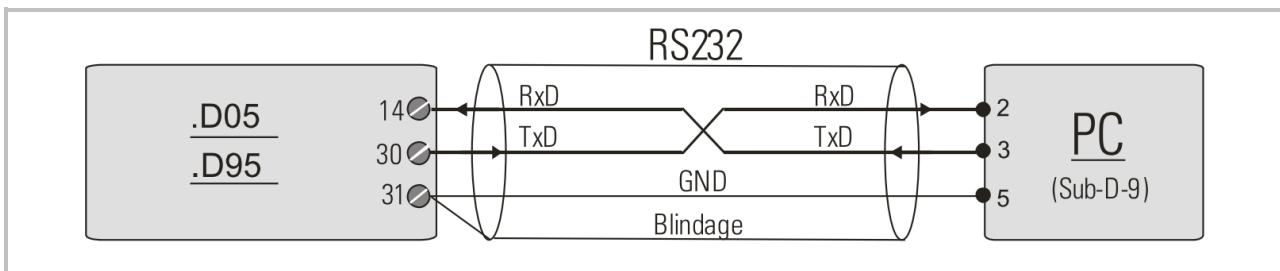 RS232
.D05
.D95
14
30
31
RxD
TxD
RxD
TxD
GND
Blindage
2
3
5
PC
(Sub-D-9)